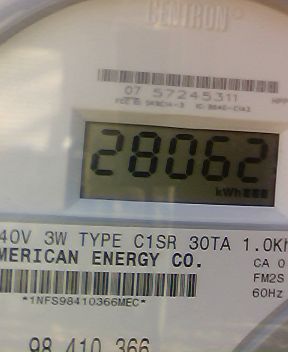 CENTRON
07 57245311
28062
kWh
40V 3W TYPE C1SR 30TA 1.0Kh
MERICAN ENERGY CO.
CA 0
FM2S
60Hz
*1NFS98410366MEC*
98 410 366